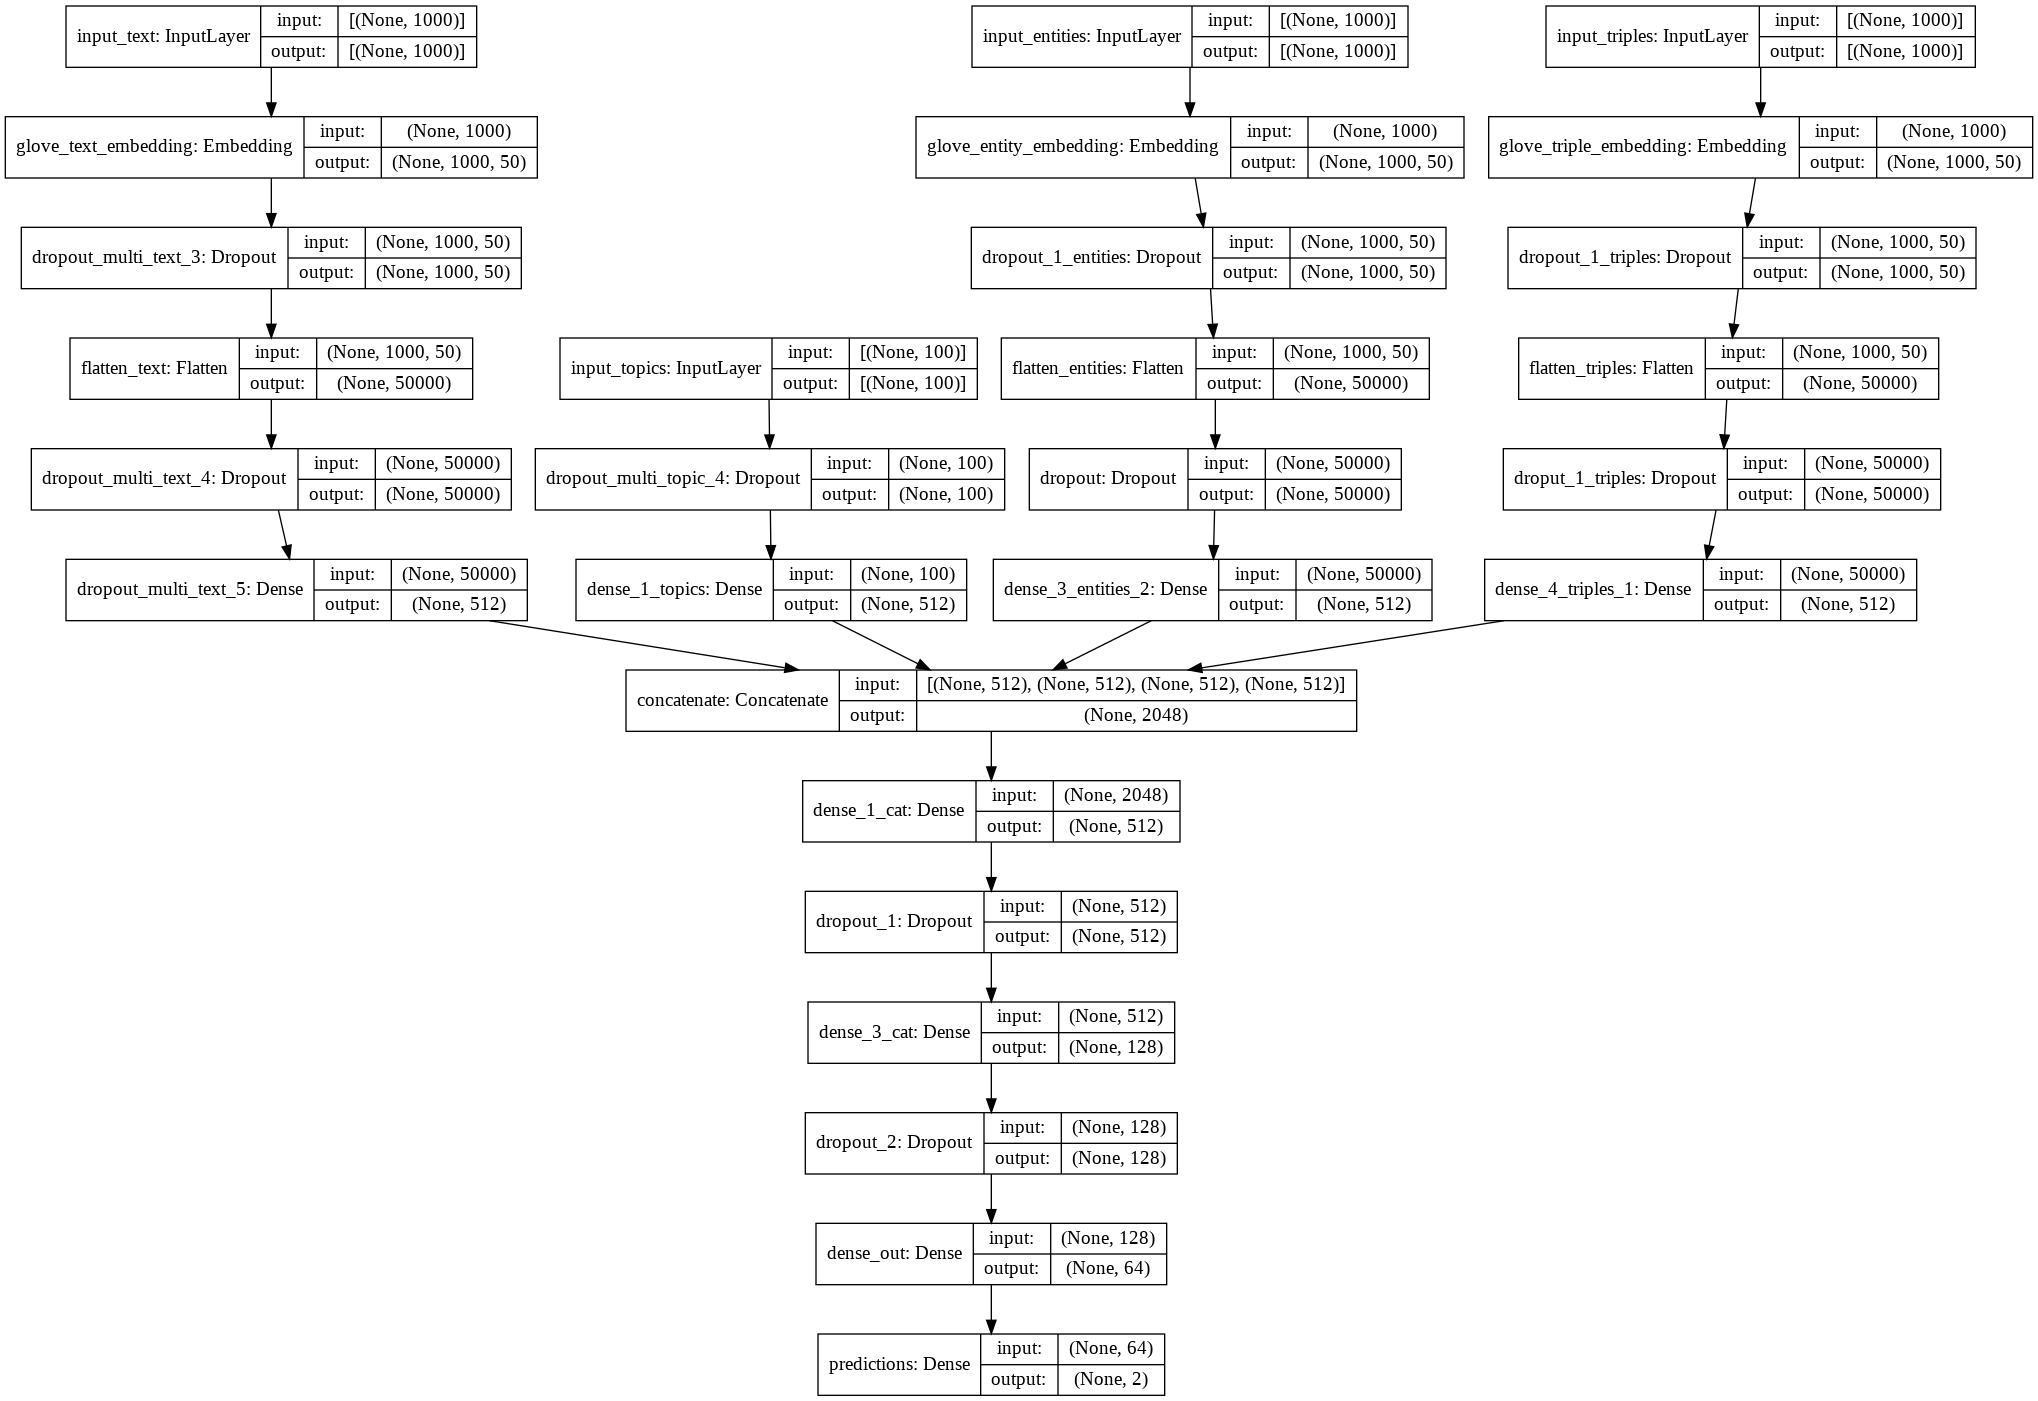 input_text: InputLayer
input: [(None, 1000)]
output: [(None, 1000)]
input_entities: InputLayer
input: [(None, 1000)]
output: [(None, 1000)]
input_triples: InputLayer
input: [(None, 1000)]
output: [(None, 1000)]
glove_text_embedding: Embedding
input: (None, 1000)
output: (None, 1000, 50)
glove_entity_embedding: Embedding
input: (None, 1000)
output: (None, 1000, 50)
glove_triple_embedding: Embedding
input: (None, 1000)
output: (None, 1000, 50)
dropout_multi_text_3: Dropout
input: (None, 1000, 50)
output: (None, 1000, 50)
dropout_1_entities: Dropout
input: (None, 1000, 50)
output: (None, 1000, 50)
dropout_1_triples: Dropout
input: (None, 1000, 50)
output: (None, 1000, 50)
flatten_text: Flatten
input: (None, 1000, 50)
output: (None, 50000)
input_topics: InputLayer
input: [(None, 100)]
output: [(None, 100)]
flatten_entities: Flatten
input: (None, 1000, 50)
output: (None, 50000)
flatten_triples: Flatten
input: (None, 1000, 50)
output: (None, 50000)
dropout_multi_text_4: Dropout
input: (None, 50000)
output: (None, 50000)
dropout_multi_topic_4: Dropout
input: (None, 100)
output: (None, 100)
dropout: Dropout
input: (None, 50000)
output: (None, 50000)
droput_1_triples: Dropout
input: (None, 50000)
output: (None, 50000)
dropout_multi_text_5: Dense
input: (None, 50000)
output: (None, 512)
dense_1_topics: Dense
input: (None, 100)
output: (None, 512)
dense_3_entities_2: Dense
input: (None, 50000)
output: (None, 512)
dense_4_triples_1: Dense
input: (None, 50000)
output: (None, 512)
concatenate: Concatenate
input: [(None, 512), (None, 512), (None, 512), (None, 512)]
output: (None, 2048)
dense_1_cat: Dense
input: (None, 2048)
output: (None, 512)
dropout_1: Dropout
input: (None, 512)
output: (None, 512)
dense_3_cat: Dense
input: (None, 512)
output: (None, 128)
dropout_2: Dropout
input: (None, 128)
output: (None, 128)
dense_out: Dense
input: (None, 128)
output: (None, 64)
predictions: Dense
input: (None, 64)
output: (None, 2)